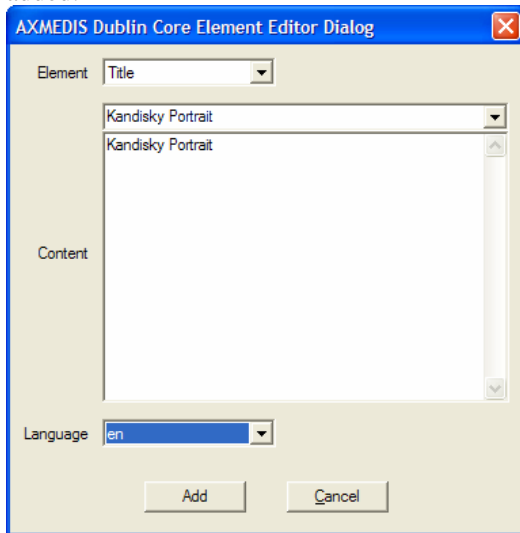 AXMEDIS Dublin Core Element Editor Dialog
Element Title
Kandisky Portrait
Kandisky Portrait
Content
Language en
Add Cancel